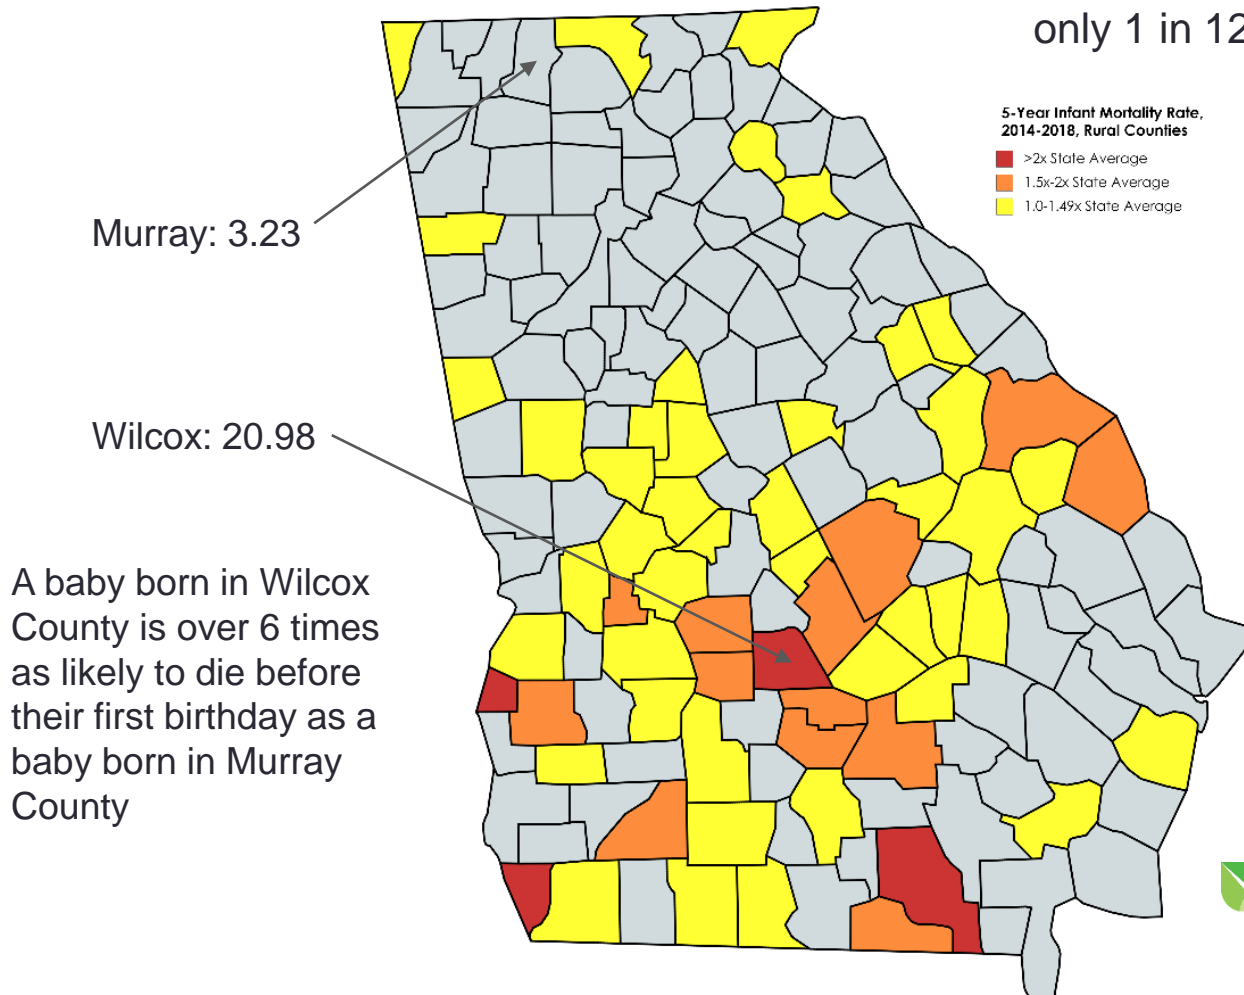 only 1 in 12
5-Year Infant Mortality Rate,
2014-2018, Rural Counties
>2x State Average
1.5x-2x State Average
1.0-1.49x State Average
Murray: 3.23
Wilcox: 20.98
A baby born in Wilcox
County is over 6 times
as likely to die before
their first birthday as a
baby born in Murray
County